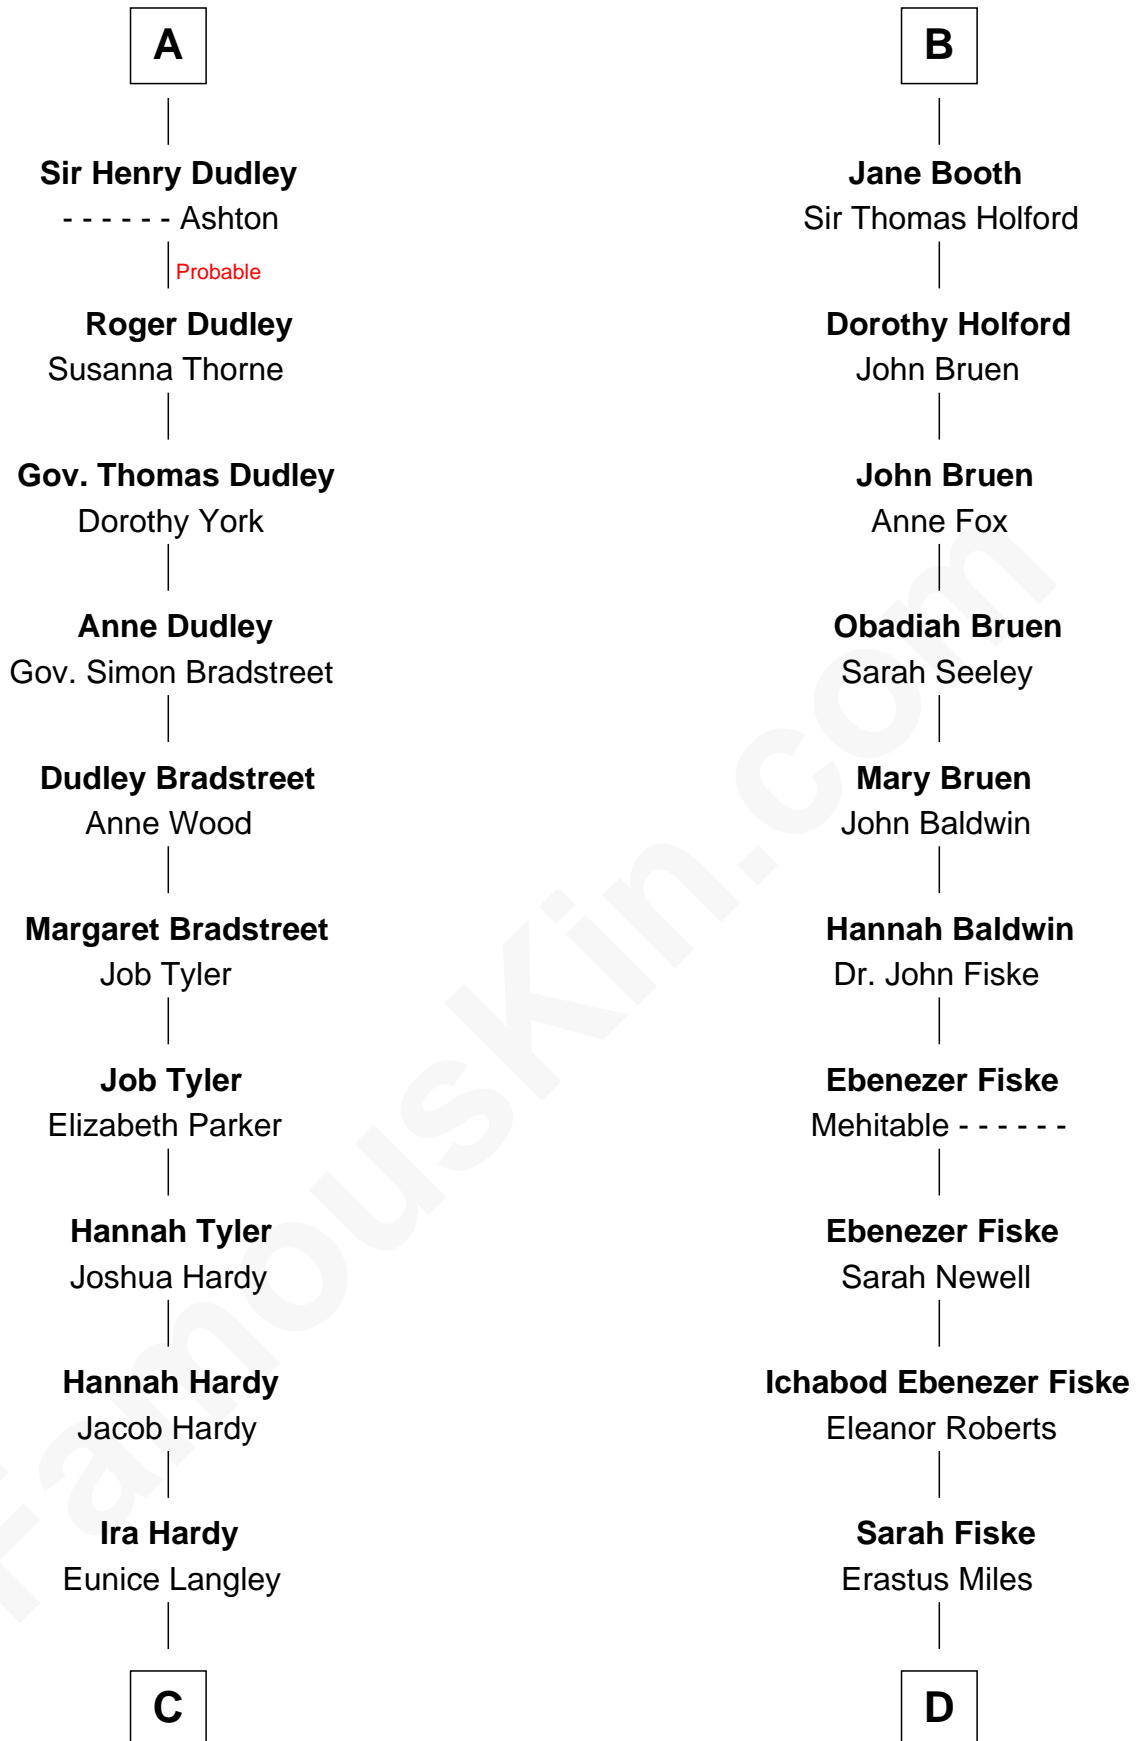 A
Sir Henry Dudley
- - - - - - Ashton
Probable
Roger Dudley
Susanna Thorne
Gov. Thomas Dudley
Dorothy York
Anne Dudley
Gov. Simon Bradstreet
Dudley Bradstreet
Anne Wood
Margaret Bradstreet
Job Tyler
Job Tyler
Elizabeth Parker
Hannah Tyler
Joshua Hardy
Hannah Hardy
Jacob Hardy
Ira Hardy
Eunice Langley
C
B
Jane Booth
Sir Thomas Holford
Dorothy Holford
John Bruen
John Bruen
Anne Fox
Obadiah Bruen
Sarah Seeley
Mary Bruen
John Baldwin
Hannah Baldwin
Dr. John Fiske
Ebenezer Fiske
Mehitable - - - - - -
Ebenezer Fiske
Sarah Newell
Ichabod Ebenezer Fiske
Eleanor Roberts
Sarah Fiske
Erastus Miles
D
FamousKin.com